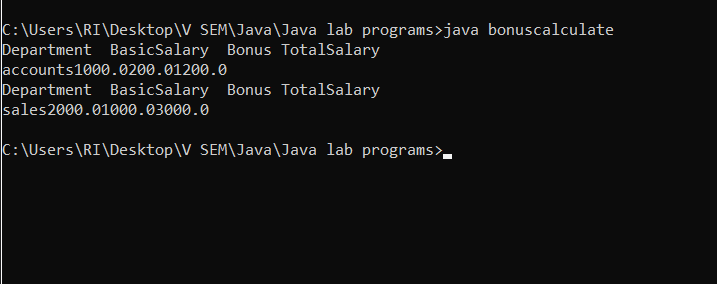 C:\Users\RI\Desktop\V SEM\Java\Java lab programs>java bonuscalculate
Department  BasicSalary  Bonus TotalSalary
accounts1000.0200.01200.0
Department  BasicSalary  Bonus TotalSalary
sales2000.01000.03000.0
C:\Users\RI\Desktop\V SEM\Java\Java lab programs>